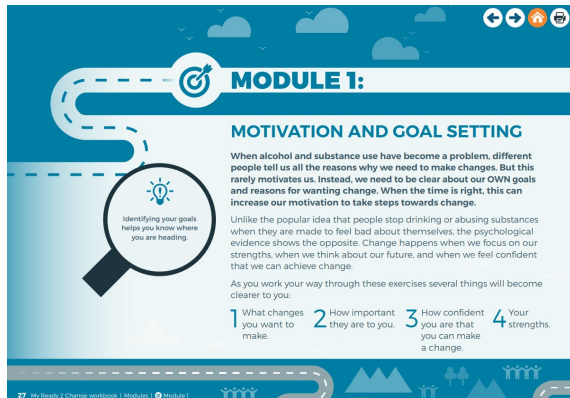 MODULE 1:
MOTIVATION AND GOAL SETTING
When alcohol and substance use have become a problem, different
people tell us all the reasons why we need to make changes. But this
rarely motivates us. Instead, we need to be clear about our OWN goals
and reasons for wanting change. When the time is right, this can
increase our motivation to take steps towards change.
Identifying your goals
helps you know where
you are heading.
Unlike the popular idea that people stop drinking or abusing substances
when they are made to feel bad about themselves, the psychological
evidence shows the opposite. Change happens when we focus on our
strengths, when we think about our future, and when we feel confident
that we can achieve change.
As you work your way through these exercises several things will become
clearer to you:
1 What changes
you want to
make.
2 How important
they are to you.
3 How confident
you are that
you can make
a change.
4 Your
strengths.
27 My Ready 2 Change workbook | Modules | Module 1